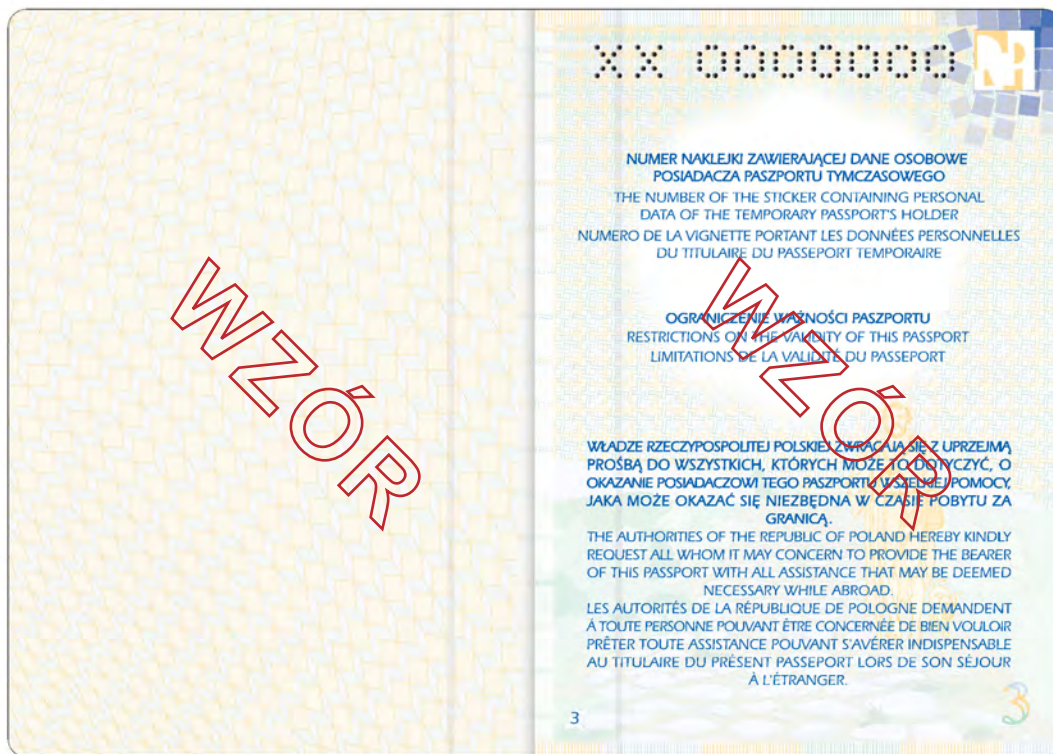 WZÓR
XX 0000000
NUMER NAKLEJKI ZAWIERAJĄCEJ DANE OSOBOWE
POSIADACZA PASZPORTU TYMCZASOWEGO
THE NUMBER OF THE STICKER CONTAINING PERSONAL
DATA OF THE TEMPORARY PASSPORT'S HOLDER
NUMERO DE LA VIGNETTE PORTANT LES DONNÉES PERSONNELLES
DU TITULAIRE DU PASSEPORT TEMPORAIRE
WZÓR
OGRANICZENIE WAŻNOŚCI PASZPORTU
RESTRICTIONS ON THE VALIDITY OF THIS PASSPORT
LIMITATIONS DE LA VALIDITÉ DU PASSEPORT
WŁADZE RZECZYPOSPOLITEJ POLSKIEJ ZWRACAJĄ SIĘ Z UPRZEJMĄ
PROŚBĄ DO WSZYSTKICH, KTÓRYCH MOŻE TO DOTYCZYĆ, O
OKAZANIE POSIADACZOWI TEGO PASZPORTU WSZELKIEJ POMOCY,
JAKA MOŻE OKAZAĆ SIĘ NIEZBĘDNA W CZASIE POBYTU ZA
GRANICĄ.
THE AUTHORITIES OF THE REPUBLIC OF POLAND HEREBY KINDLY
REQUEST ALL WHOM IT MAY CONCERN TO PROVIDE THE BEARER
OF THIS PASSPORT WITH ALL ASSISTANCE THAT MAY BE DEEMED
NECESSARY WHILE ABROAD.
LES AUTORITÉS DE LA RÉPUBLIQUE DE POLOGNE DEMANDENT
À TOUTE PERSONNE POUVANT ÊTRE CONCERNÉE DE BIEN VOULOIR
PRÊTER TOUTE ASSISTANCE POUVANT S'AVÉRER INDISPENSABLE
AU TITULAIRE DU PRÉSENT PASSEPORT LORS DE SON SÉJOUR
À L'ÉTRANGER.
3
3